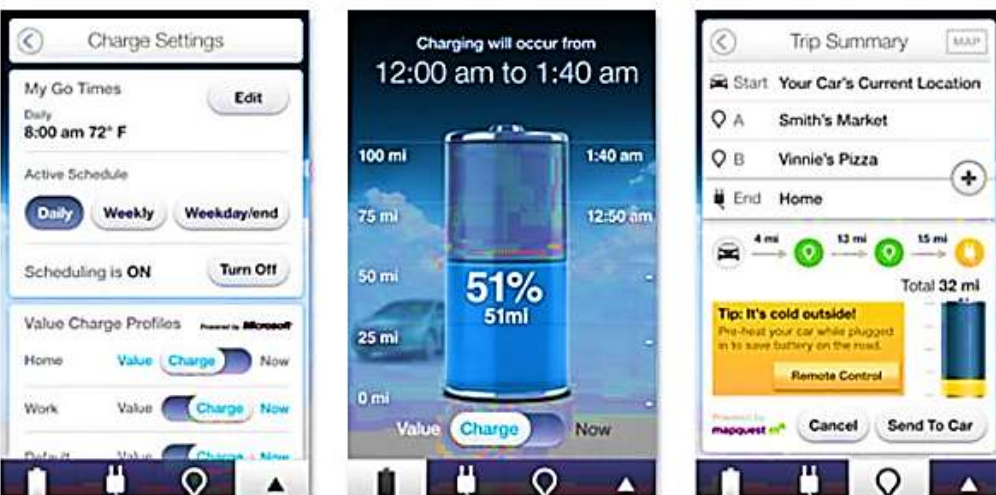 Charge Settings
My Go Times
Edit
Daily
8:00 am 72° F
Active Schedule
Daily
Weekly
Weekday/end
Scheduling is ON
Turn Off
Value Charge Profiles
Powered by Microsoft
Home
Value
Charge
Now
Work
Value
Charge
Now
Default
Value
Charge
Now
Charging will occur from
12:00 am to 1:40 am
100 mi
1:40 am
75 mi
12:50 am
50 mi
51%
51mi
25 mi
0 mi
Value
Charge
Now
Trip Summary
MAP
Start Your Car's Current Location
A Smith's Market
B Vinnie's Pizza
End Home
4 mi
13 mi
15 mi
Total 32 mi
Tip: It's cold outside!
Pre-heat your car while plugged
in to save battery on the road.
Remote Control
Powered by
mapquest
Cancel
Send To Car